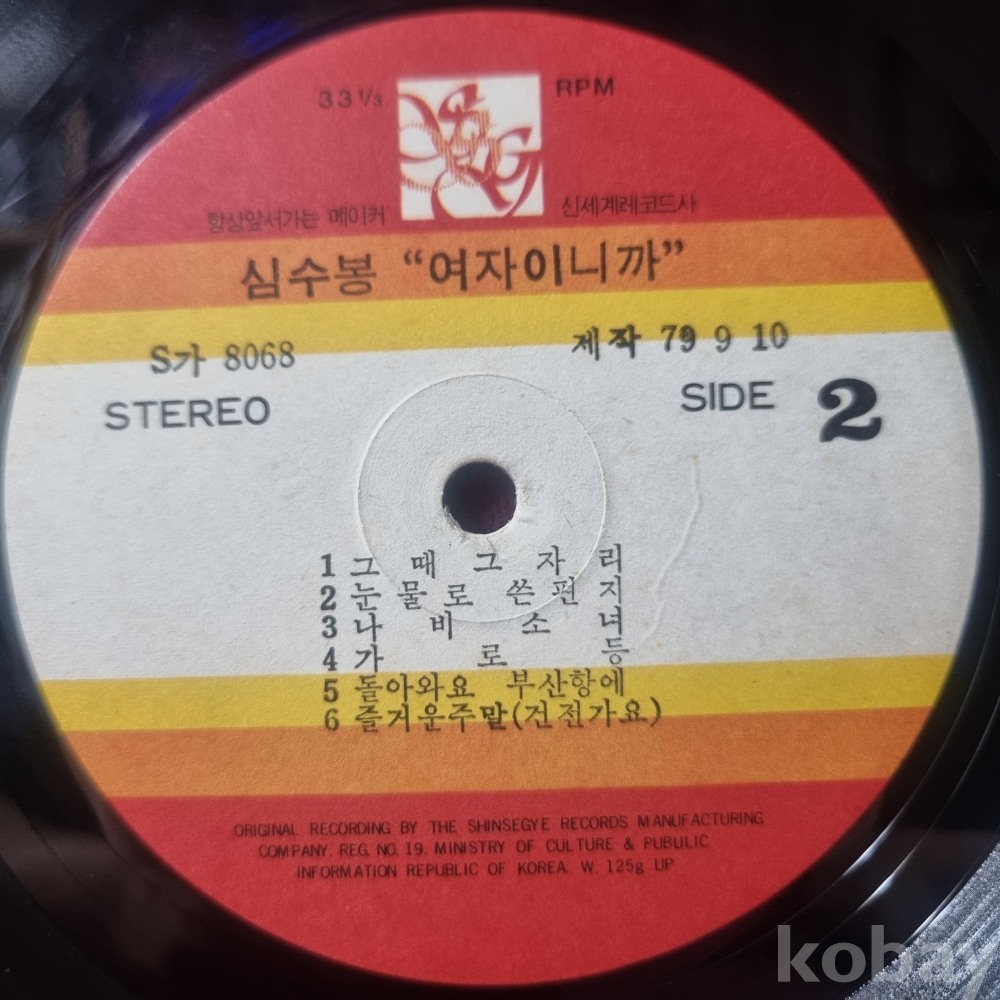 33 1/3 RPM
항상앞서가는 메이커 신세계레코드사
심수봉 “여자이니까”
S가 8068 제작 79 9 10
STEREO SIDE 2
1 그때그자리
2 눈물로 쓴편지
3 나비소녀
4 가로등
5 돌아와요 부산항에
6 즐거운주말(건전가요)
ORIGINAL RECORDING BY THE SHINSEGYE RECORDS MANUFACTURING
COMPANY. REG. NO. 19. MINISTRY OF CULTURE & PUBULIC
INFORMATION REPUBLIC OF KOREA. W. 125g UP
kobay